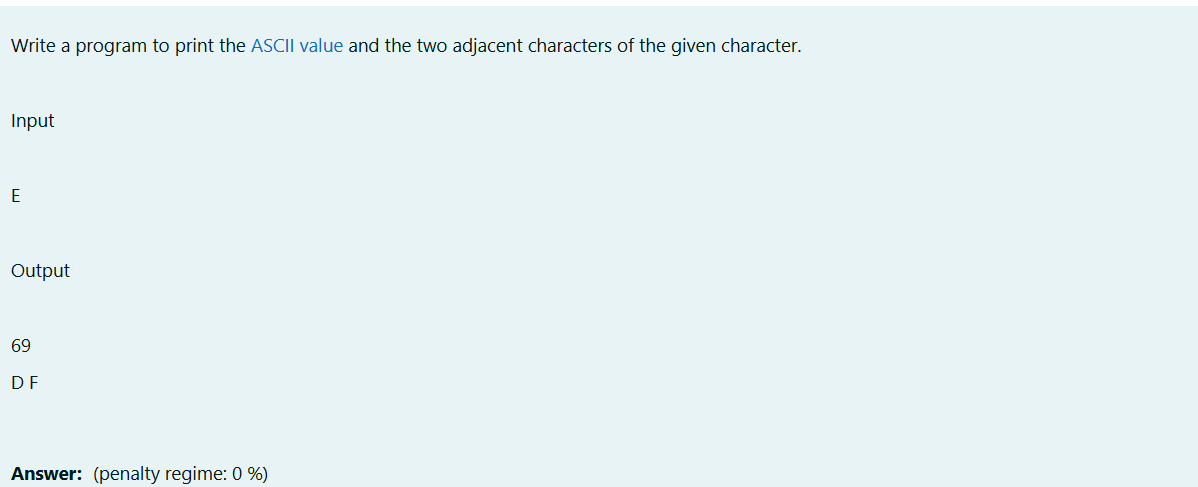 Write a program to print the ASCII value and the two adjacent characters of the given character.
Input
E
Output
69
D F
Answer: (penalty regime: 0 %)